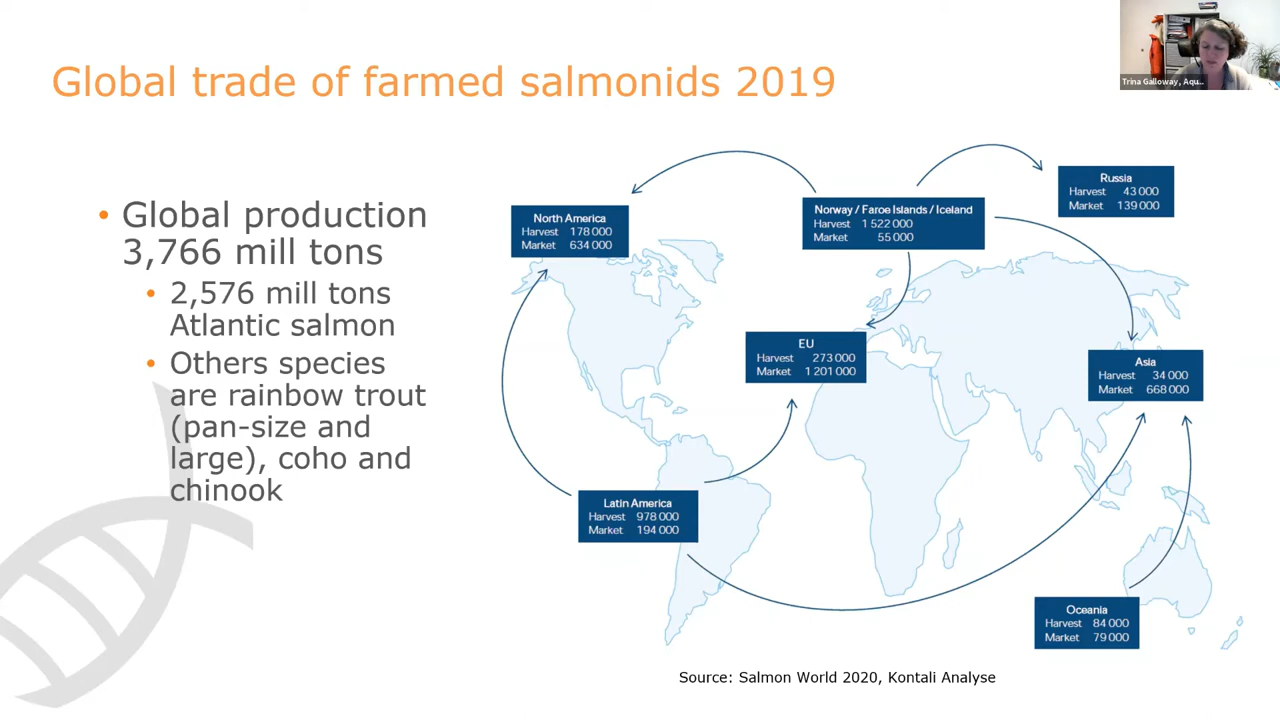 Global trade of farmed salmonids 2019
Trina Galloway, Aqu...
• Global production
3,766 mill tons
• 2,576 mill tons
Atlantic salmon
• Others species
are rainbow trout
(pan-size and
large), coho and
chinook
North America
Harvest 178 000
Market 634 000
Norway / Faroe Islands / Iceland
Harvest 1 522 000
Market 55 000
Russia
Harvest 43 000
Market 139 000
EU
Harvest 273 000
Market 1 201 000
Asia
Harvest 34 000
Market 668 000
Latin America
Harvest 978 000
Market 194 000
Oceania
Harvest 84 000
Market 79 000
Source: Salmon World 2020, Kontali Analyse